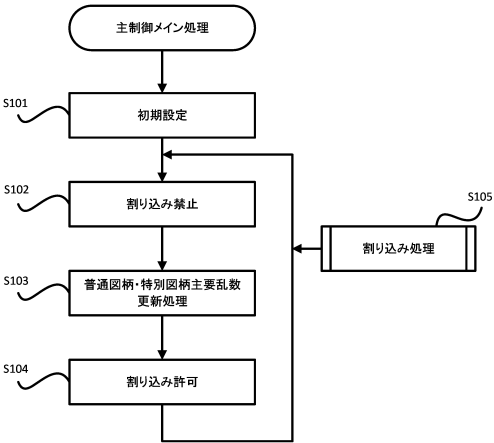 主制御メイン処理
S101
初期設定
S102
割り込み禁止
S105
割り込み処理
S103
普通図柄・特別図柄主要乱数
更新処理
S104
割り込み許可